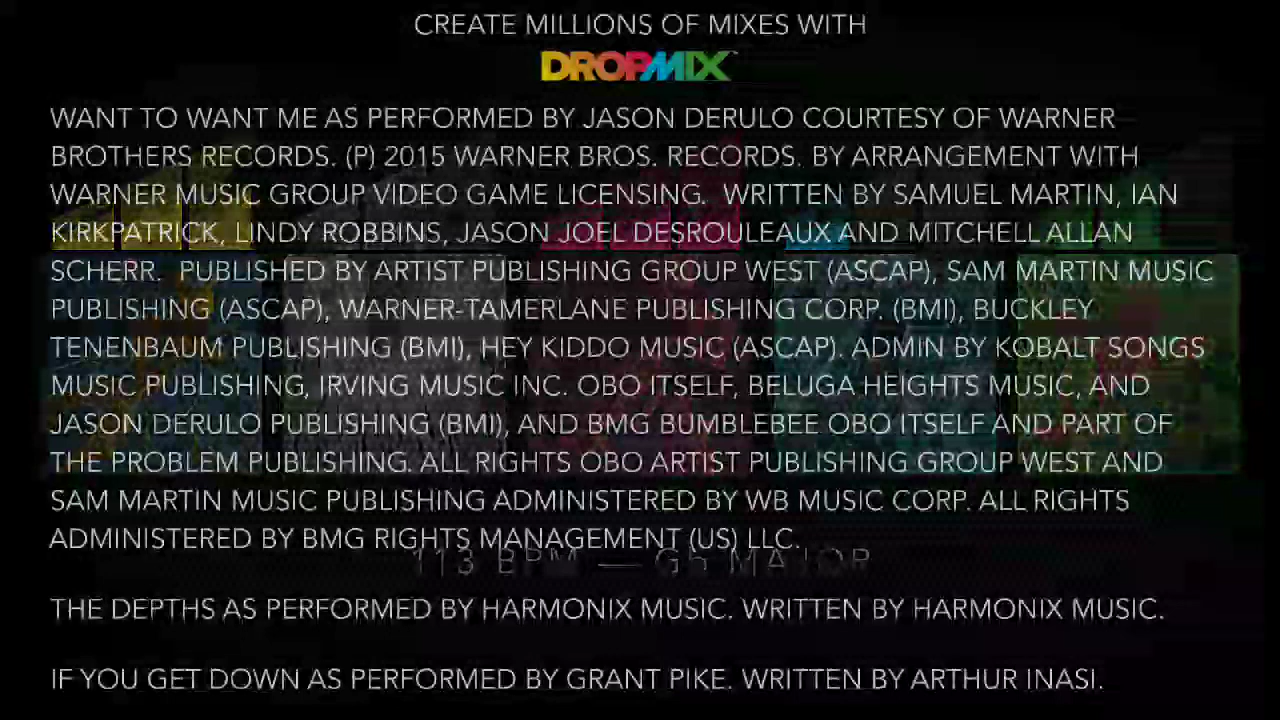 CREATE MILLIONS OF MIXES WITH
DROPMIX™
WANT TO WANT ME AS PERFORMED BY JASON DERULO COURTESY OF WARNER
BROTHERS RECORDS. (P) 2015 WARNER BROS. RECORDS. BY ARRANGEMENT WITH
WARNER MUSIC GROUP VIDEO GAME LICENSING.  WRITTEN BY SAMUEL MARTIN, IAN
KIRKPATRICK, LINDY ROBBINS, JASON JOEL DESROULEAUX AND MITCHELL ALLAN
SCHERR.  PUBLISHED BY ARTIST PUBLISHING GROUP WEST (ASCAP), SAM MARTIN MUSIC
PUBLISHING (ASCAP), WARNER-TAMERLANE PUBLISHING CORP. (BMI), BUCKLEY
TENENBAUM PUBLISHING (BMI), HEY KIDDO MUSIC (ASCAP). ADMIN BY KOBALT SONGS
MUSIC PUBLISHING, IRVING MUSIC INC. OBO ITSELF, BELUGA HEIGHTS MUSIC, AND
JASON DERULO PUBLISHING (BMI), AND BMG BUMBLEBEE OBO ITSELF AND PART OF
THE PROBLEM PUBLISHING. ALL RIGHTS OBO ARTIST PUBLISHING GROUP WEST AND
SAM MARTIN MUSIC PUBLISHING ADMINISTERED BY WB MUSIC CORP. ALL RIGHTS
ADMINISTERED BY BMG RIGHTS MANAGEMENT (US) LLC.
113 BPM — Gb MAJOR
THE DEPTHS AS PERFORMED BY HARMONIX MUSIC. WRITTEN BY HARMONIX MUSIC.
IF YOU GET DOWN AS PERFORMED BY GRANT PIKE. WRITTEN BY ARTHUR INASI.